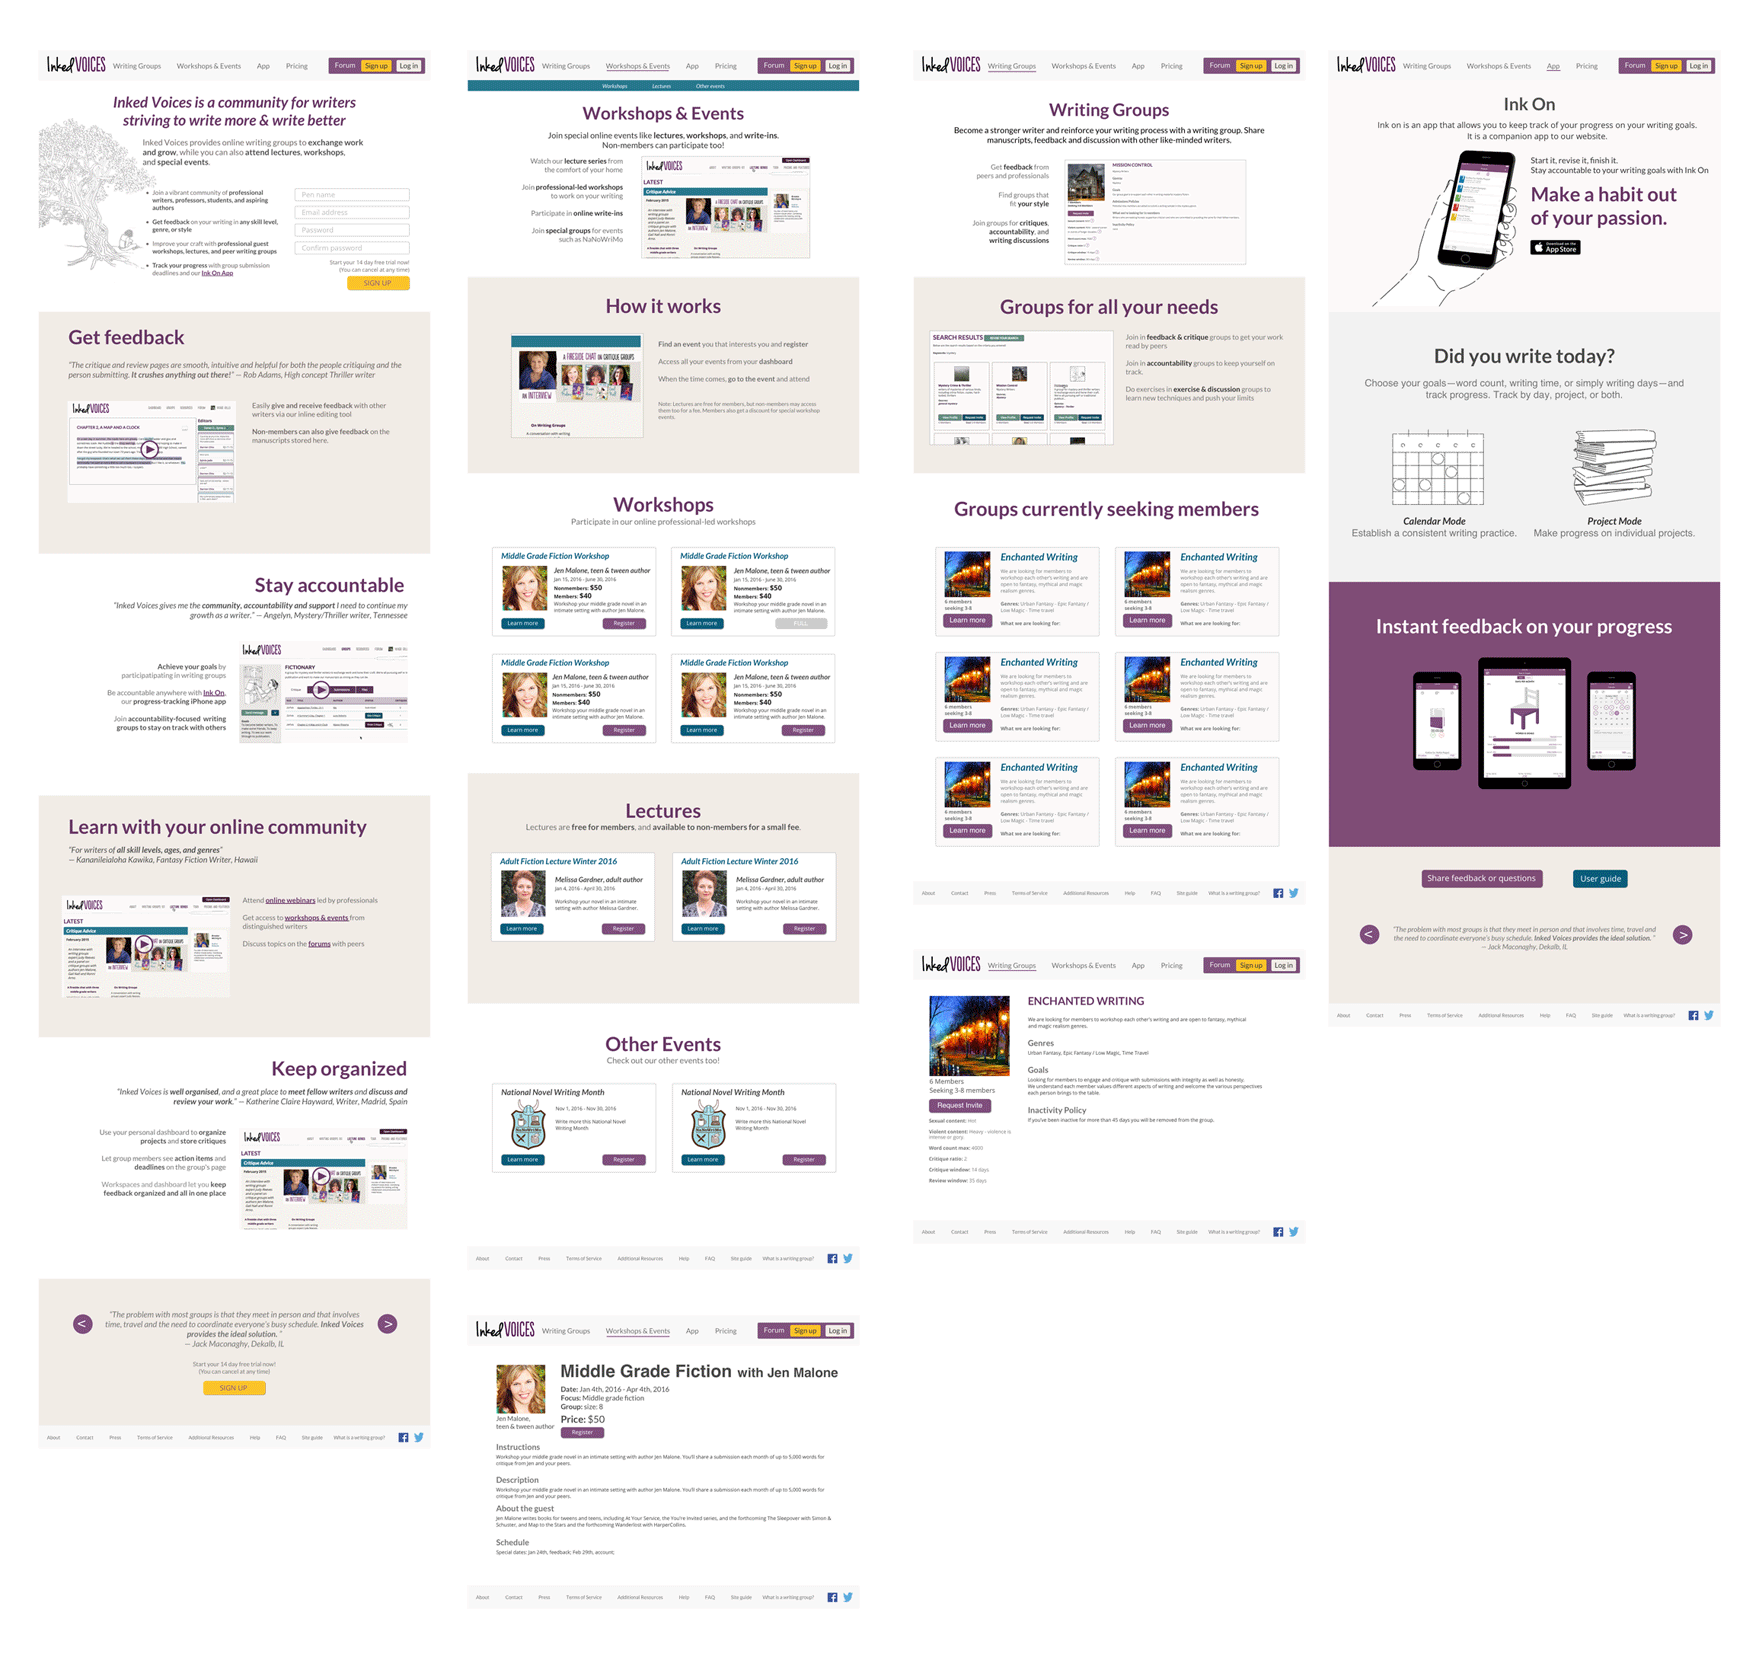 Inked VOICES
Writing Groups
Workshops & Events
App
Pricing
Forum
Sign up
Log in
Inked Voices is a community for writers
striving to write more & write better
Inked Voices provides online writing groups to exchange work
and grow, while you can also attend lectures, workshops,
and special events.
Join a vibrant community of professional
writers, professors, students, and aspiring
authors
Get feedback on your writing in any skill level,
genre, or style
Improve your craft with professional guest
workshops, lectures, and peer writing groups
Track your progress with group submission
deadlines and our Ink On App
Pen name
Email address
Password
Confirm password
Start your 14 day free trial now!
(You can cancel at any time)
SIGN UP
Get feedback
"The critique and review pages are smooth, intuitive and helpful for both the people critiquing and the
person submitting. It crushes anything out there!" — Rob Adams, High concept Thriller writer
Inked VOICES
CHAPTER 2, A MAP AND A CLOCK
Editors
Easily give and receive feedback with other
writers via our inline editing tool
Non-members can also give feedback on the
manuscripts stored here.
Stay accountable
"Inked Voices gives me the community, accountability and support I need to continue my
growth as a writer." — Angelyn, Mystery/Thriller writer, Tennessee
Achieve your goals by
participatipating in writing groups
Be accountable anywhere with Ink On,
our progress-tracking iPhone app
Join accountability-focused writing
groups to stay on track with others
Inked VOICES
FICTIONARY
Learn with your online community
"For writers of all skill levels, ages, and genres"
— Kananileialoha Kawika, Fantasy Fiction Writer, Hawaii
Inked VOICES
LATEST
Critique Advice
February 2015
AN INTERVIEW
Attend online webinars led by professionals
Get access to workshops & events from
distinguished writers
Discuss topics on the forums with peers
Keep organized
"Inked Voices is well organised, and a great place to meet fellow writers and discuss and
review your work." — Katherine Claire Hayward, Writer, Madrid, Spain
Use your personal dashboard to organize
projects and store critiques
Let group members see action items and
deadlines on the group's page
Workspaces and dashboard let you keep
feedback organized and all in one place
Inked VOICES
LATEST
Critique Advice
February 2015
AN INTERVIEW
<
"The problem with most groups is that they meet in person and that involves
time, travel and the need to coordinate everyone's busy schedule. Inked Voices
provides the ideal solution. "
— Jack Maconaghy, Dekalb, IL
>
Start your 14 day free trial now!
(You can cancel at any time)
SIGN UP
About
Contact
Press
Terms of Service
Additional Resources
Help
FAQ
Site guide
What is a writing group?
Inked VOICES
Writing Groups
Workshops & Events
App
Pricing
Forum
Sign up
Log in
Workshops
Lectures
Other events
Workshops & Events
Join special online events like lectures, workshops, and write-ins.
Non-members can participate too!
Watch our lecture series from
the comfort of your home
Join professional-led workshops
to work on your writing
Participate in online write-ins
Join special groups for events
such as NaNoWriMo
Inked VOICES
LATEST
Critique Advice
AN INTERVIEW
How it works
A FIRESIDE CHAT ON CRITIQUE GROUPS
AN INTERVIEW
On Writing Groups
A conversation with writing
Find an event you that interests you and register
Access all your events from your dashboard
When the time comes, go to the event and attend
Note: Lectures are free for members, but non-members may access
them too for a fee. Members also get a discount for special workshop
events.
Workshops
Participate in our online professional-led workshops
Middle Grade Fiction Workshop
Jen Malone, teen & tween author
Jan 15, 2016 - June 30, 2016
Nonmembers: $50
Members: $40
Workshop your middle grade novel in an
intimate setting with author Jen Malone.
Learn more
Register
Middle Grade Fiction Workshop
Jen Malone, teen & tween author
Jan 15, 2016 - June 30, 2016
Nonmembers: $50
Members: $40
Workshop your middle grade novel in an
intimate setting with author Jen Malone.
Learn more
FULL
Middle Grade Fiction Workshop
Jen Malone, teen & tween author
Jan 15, 2016 - June 30, 2016
Nonmembers: $50
Members: $40
Workshop your middle grade novel in an
intimate setting with author Jen Malone.
Learn more
Register
Middle Grade Fiction Workshop
Jen Malone, teen & tween author
Jan 15, 2016 - June 30, 2016
Nonmembers: $50
Members: $40
Workshop your middle grade novel in an
intimate setting with author Jen Malone.
Learn more
Register
Lectures
Lectures are free for members, and available to non-members for a small fee.
Adult Fiction Lecture Winter 2016
Melissa Gardner, adult author
Jan 4, 2016 - April 30, 2016
Workshop your novel in an intimate
setting with author Melissa Gardner.
Learn more
Register
Adult Fiction Lecture Winter 2016
Melissa Gardner, adult author
Jan 4, 2016 - April 30, 2016
Workshop your novel in an intimate
setting with author Melissa Gardner.
Learn more
Register
Other Events
Check out our other events too!
National Novel Writing Month
Nov 1, 2016 - Nov 30, 2016
Write more this National Novel
Writing Month
Learn more
Register
National Novel Writing Month
Nov 1, 2016 - Nov 30, 2016
Write more this National Novel
Writing Month
Learn more
Register
About
Contact
Press
Terms of Service
Additional Resources
Help
FAQ
Site guide
What is a writing group?
Inked VOICES
Writing Groups
Workshops & Events
App
Pricing
Forum
Sign up
Log in
Middle Grade Fiction with Jen Malone
Date: Jan 4th, 2016 - Apr 4th, 2016
Focus: Middle grade fiction
Group: size: 8
Price: $50
Register
Jen Malone,
teen & tween author
Instructions
Workshop your middle grade novel in an intimate setting with author Jen Malone. You'll share a submission each month of up to 5,000 words for
critique from Jen and your peers.
Description
Workshop your middle grade novel in an intimate setting with author Jen Malone. You'll share a submission each month of up to 5,000 words for
critique from Jen and your peers.
About the guest
Jen Malone writes books for tweens and teens, including At Your Service, the You're Invited series, and the forthcoming The Sleepover with Simon &
Schuster, and Map to the Stars and the forthcoming Wanderlost with HarperCollins.
Schedule
Special dates: Jan 24th, feedback; Feb 29th, account;
About
Contact
Press
Terms of Service
Additional Resources
Help
FAQ
Site guide
What is a writing group?
Inked VOICES
Writing Groups
Workshops & Events
App
Pricing
Forum
Sign up
Log in
Writing Groups
Become a stronger writer and reinforce your writing process with a writing group. Share
manuscripts, feedback and discussion with other like-minded writers.
Get feedback from
peers and professionals
Find groups that
fit your style
Join groups for critiques,
accountability, and
writing discussions
MISSION CONTROL
Groups for all your needs
SEARCH RESULTS
Join in feedback & critique groups to get your work
read by peers
Join in accountability groups to keep yourself on
track.
Do exercises in exercise & discussion groups to
learn new techniques and push your limits
Groups currently seeking members
Enchanted Writing
We are looking for members to
workshop each other's writing and are
open to fantasy, mythical and magic
realism genres.
Genres: Urban Fantasy - Epic Fantasy /
Low Magic - Time travel
What we are looking for:
6 members
seeking 3-8
Learn more
Enchanted Writing
We are looking for members to
workshop each other's writing and are
open to fantasy, mythical and magic
realism genres.
Genres: Urban Fantasy - Epic Fantasy /
Low Magic - Time travel
What we are looking for:
6 members
seeking 3-8
Learn more
Enchanted Writing
We are looking for members to
workshop each other's writing and are
open to fantasy, mythical and magic
realism genres.
Genres: Urban Fantasy - Epic Fantasy /
Low Magic - Time travel
What we are looking for:
6 members
seeking 3-8
Learn more
Enchanted Writing
We are looking for members to
workshop each other's writing and are
open to fantasy, mythical and magic
realism genres.
Genres: Urban Fantasy - Epic Fantasy /
Low Magic - Time travel
What we are looking for:
6 members
seeking 3-8
Learn more
Enchanted Writing
We are looking for members to
workshop each other's writing and are
open to fantasy, mythical and magic
realism genres.
Genres: Urban Fantasy - Epic Fantasy /
Low Magic - Time travel
What we are looking for:
6 members
seeking 3-8
Learn more
Enchanted Writing
We are looking for members to
workshop each other's writing and are
open to fantasy, mythical and magic
realism genres.
Genres: Urban Fantasy - Epic Fantasy /
Low Magic - Time travel
What we are looking for:
6 members
seeking 3-8
Learn more
About
Contact
Press
Terms of Service
Additional Resources
Help
FAQ
Site guide
What is a writing group?
Inked VOICES
Writing Groups
Workshops & Events
App
Pricing
Forum
Sign up
Log in
ENCHANTED WRITING
We are looking for members to workshop each other's writing and are open to fantasy, mythical
and magic realism genres.
Genres
Urban Fantasy, Epic Fantasy / Low Magic, Time Travel
Goals
Looking for members to engage and critique with submissions with integrity as well as honesty.
We understand each member values different aspects of writing and welcome the various perspectives
each person brings to the table.
Inactivity Policy
If you've been inactive for more than 45 days you will be removed from the group.
6 Members
Seeking 3-8 members
Request Invite
Sexual content: mid
Violent content: Heavy - violence is
intense or gory.
Word count max: 4000
Critique ratio: 2
Critique window: 14 days
Review window: 35 days
About
Contact
Press
Terms of Service
Additional Resources
Help
FAQ
Site guide
What is a writing group?
Inked VOICES
Writing Groups
Workshops & Events
App
Pricing
Forum
Sign up
Log in
Ink On
Ink on is an app that allows you to keep track of your progress on your writing goals.
It is a companion app to our website.
Start it, revise it, finish it.
Stay accountable to your writing goals with Ink On
Make a habit out
of your passion.
Download on the
App Store
Did you write today?
Choose your goals—word count, writing time, or simply writing days—and
track progress. Track by day, project, or both.
Calendar Mode
Establish a consistent writing practice.
Project Mode
Make progress on individual projects.
Instant feedback on your progress
Share feedback or questions
User guide
<
"The problem with most groups is that they meet in person and that involves time, travel and
the need to coordinate everyone's busy schedule. Inked Voices provides the ideal solution. "
— Jack Maconaghy, Dekalb, IL
>
About
Contact
Press
Terms of Service
Additional Resources
Help
FAQ
Site guide
What is a writing group?